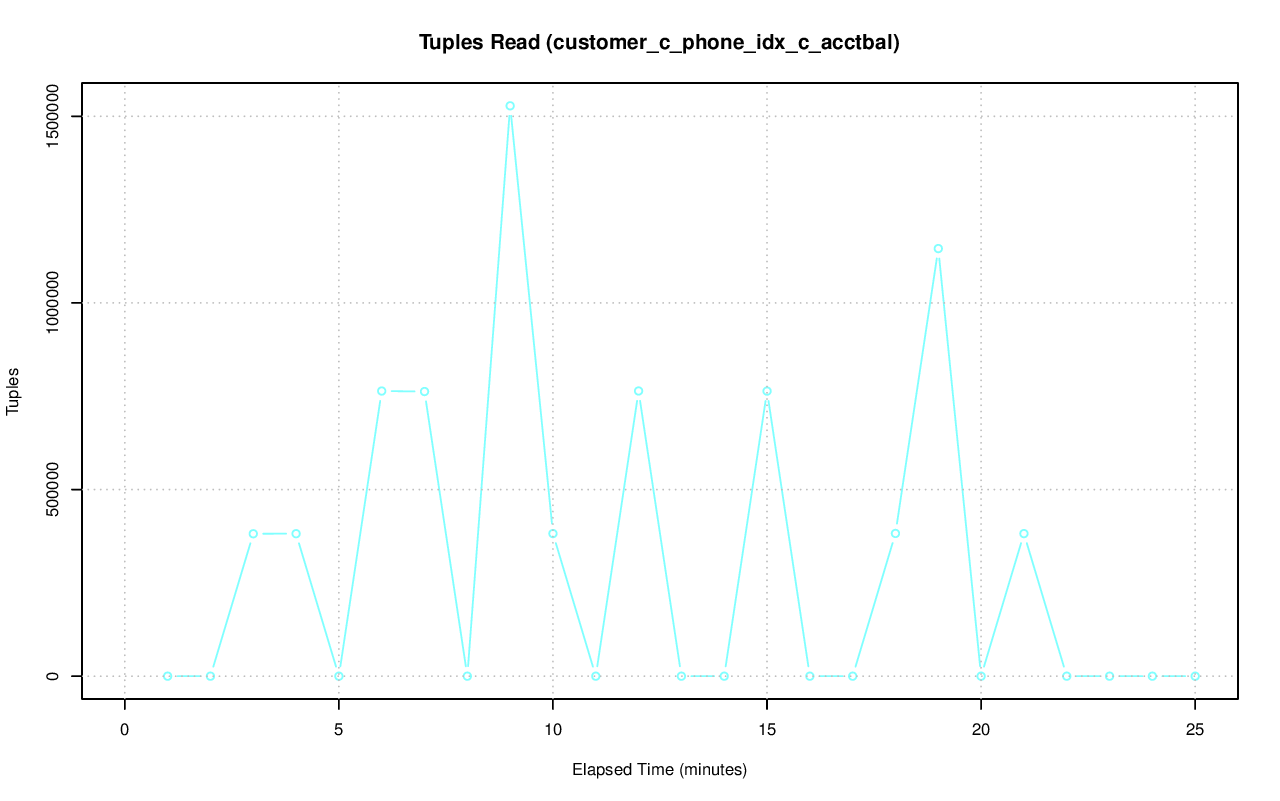 Tuples Read (customer_c_phone_idx_c_acctbal)
1500000
1000000
500000
0
Tuples
0 5 10 15 20 25
Elapsed Time (minutes)